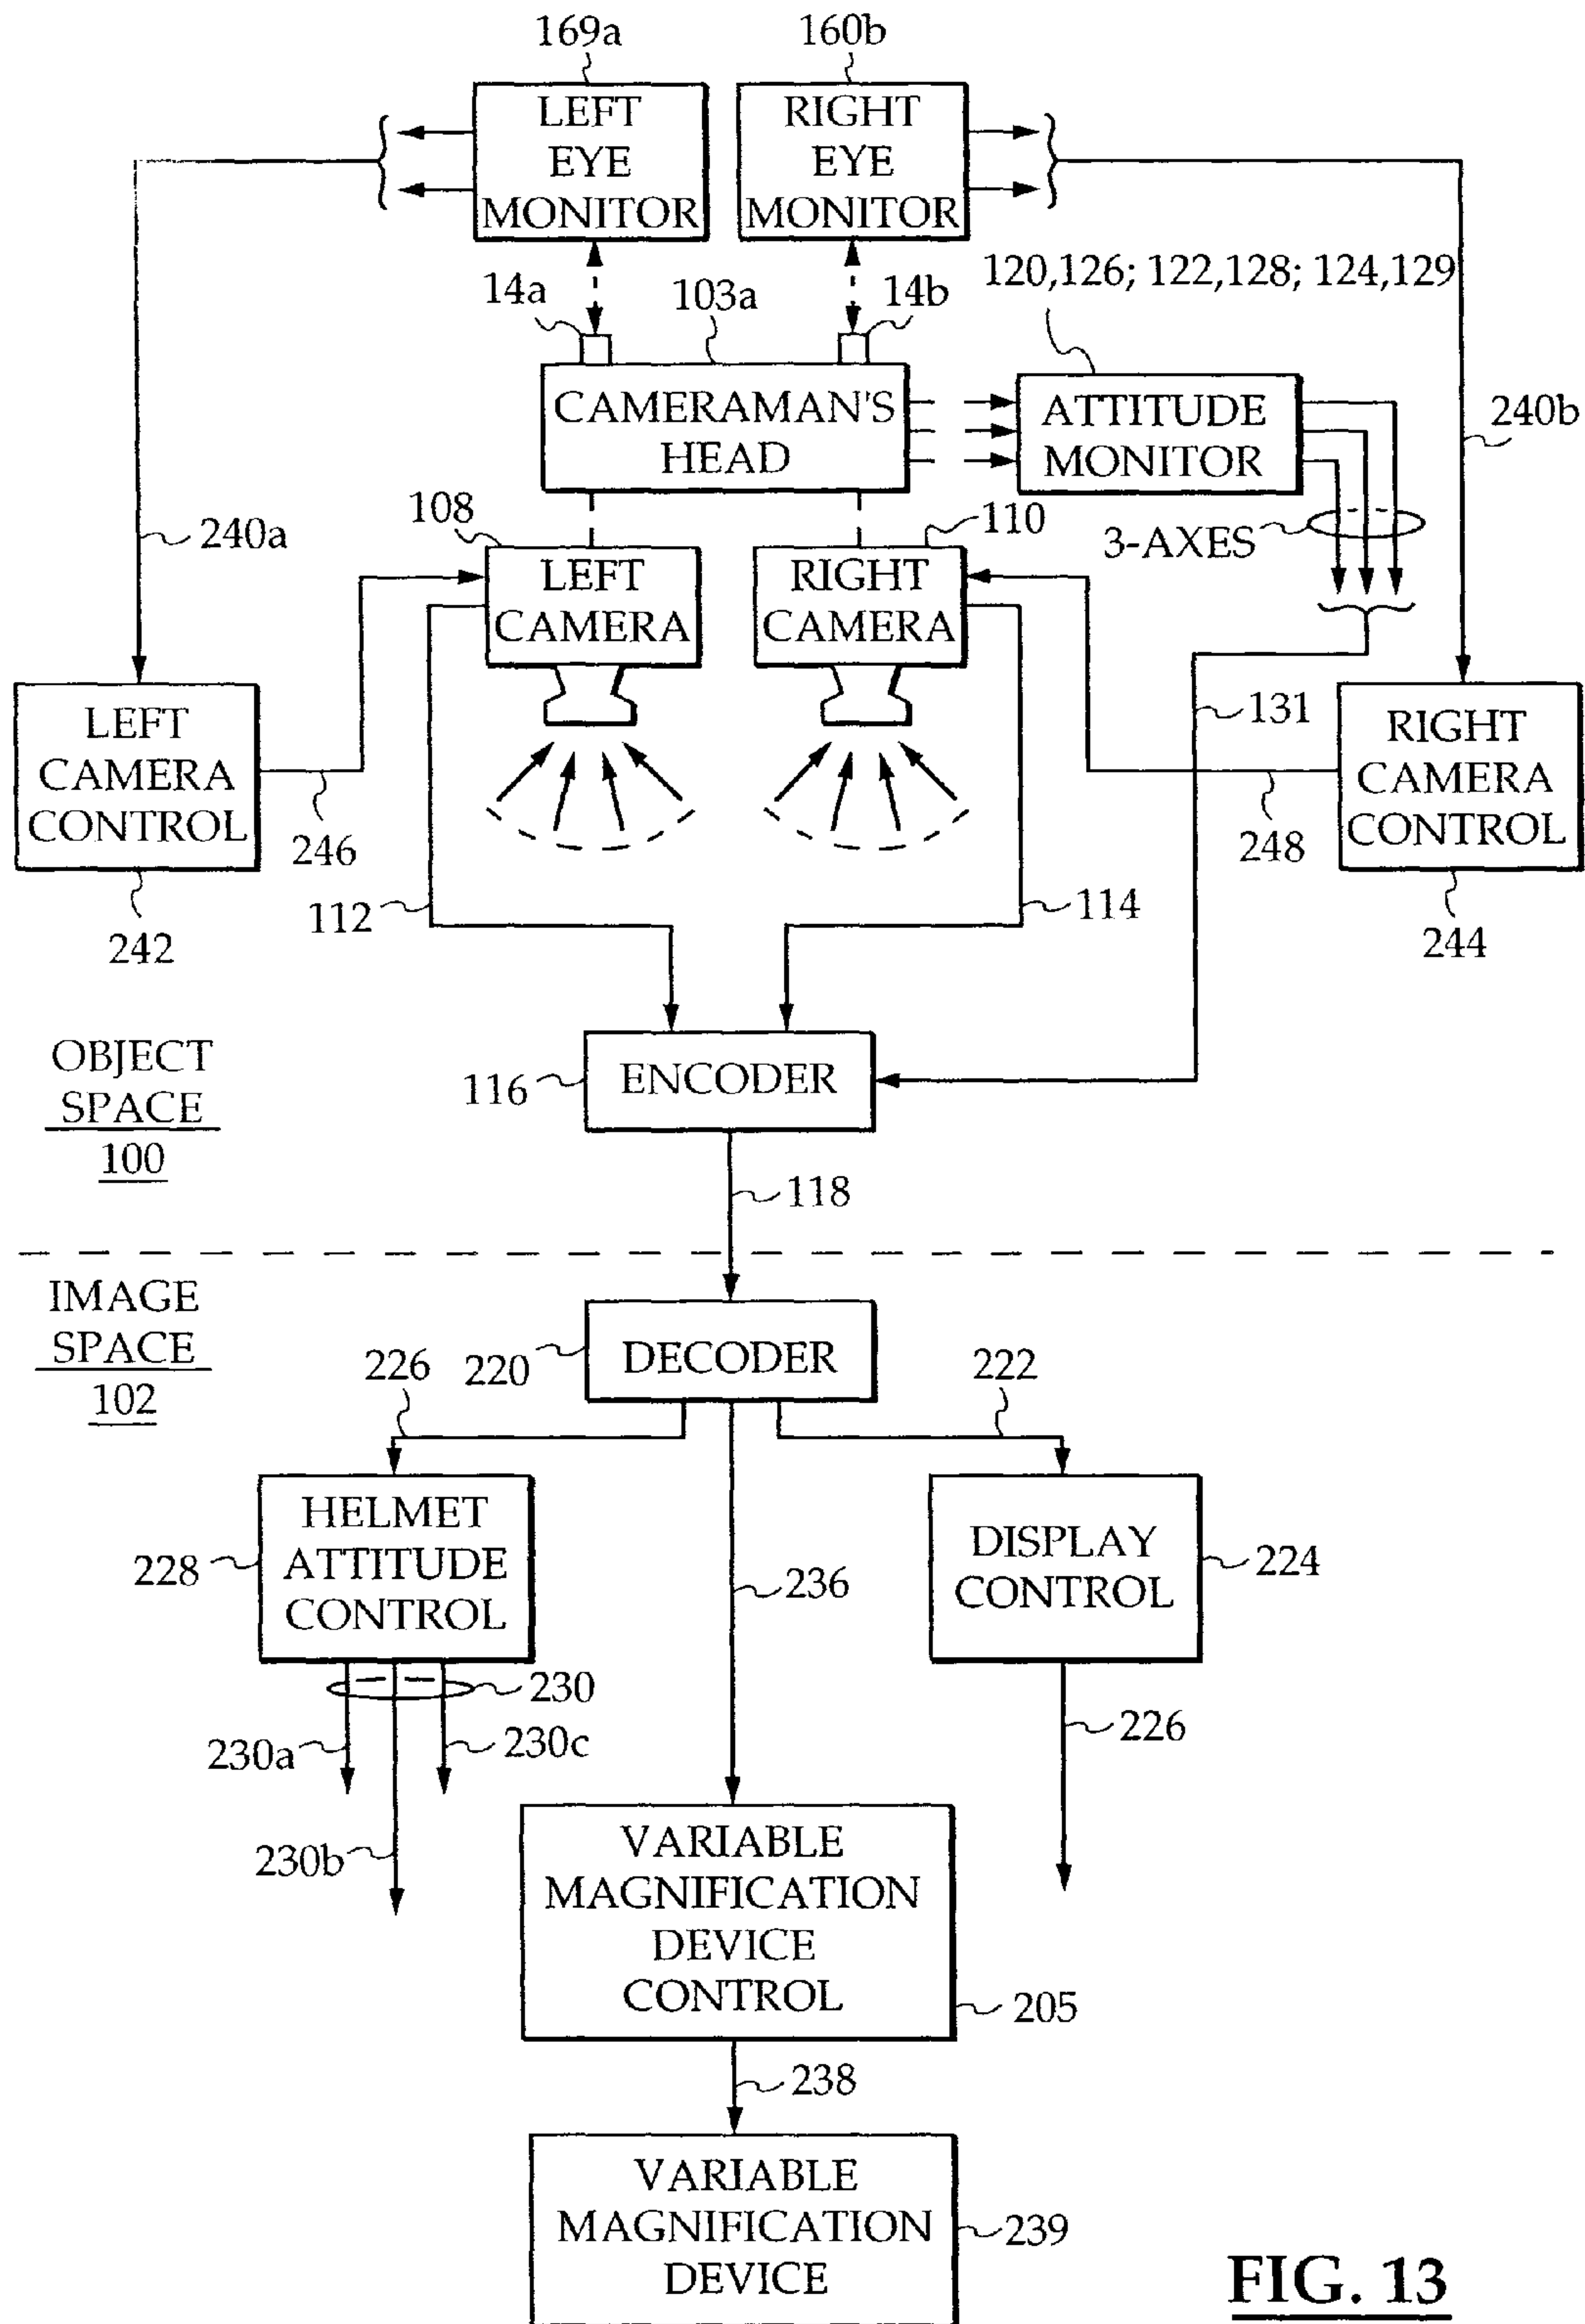 169a
160b
LEFT
EYE
MONITOR
RIGHT
EYE
MONITOR
120,126; 122,128; 124,129
14a
103a
14b
CAMERAMAN'S
HEAD
ATTITUDE
MONITOR
240b
3-AXES
240a
108
110
LEFT
CAMERA
RIGHT
CAMERA
131
LEFT
CAMERA
CONTROL
RIGHT
CAMERA
CONTROL
246
248
112
114
242
244
OBJECT
SPACE
100
116
ENCODER
118
IMAGE
SPACE
102
220
DECODER
226
222
HELMET
ATTITUDE
CONTROL
228
236
DISPLAY
CONTROL
224
230
230a
230c
226
230b
VARIABLE
MAGNIFICATION
DEVICE
CONTROL
205
238
VARIABLE
MAGNIFICATION
DEVICE
239
FIG. 13